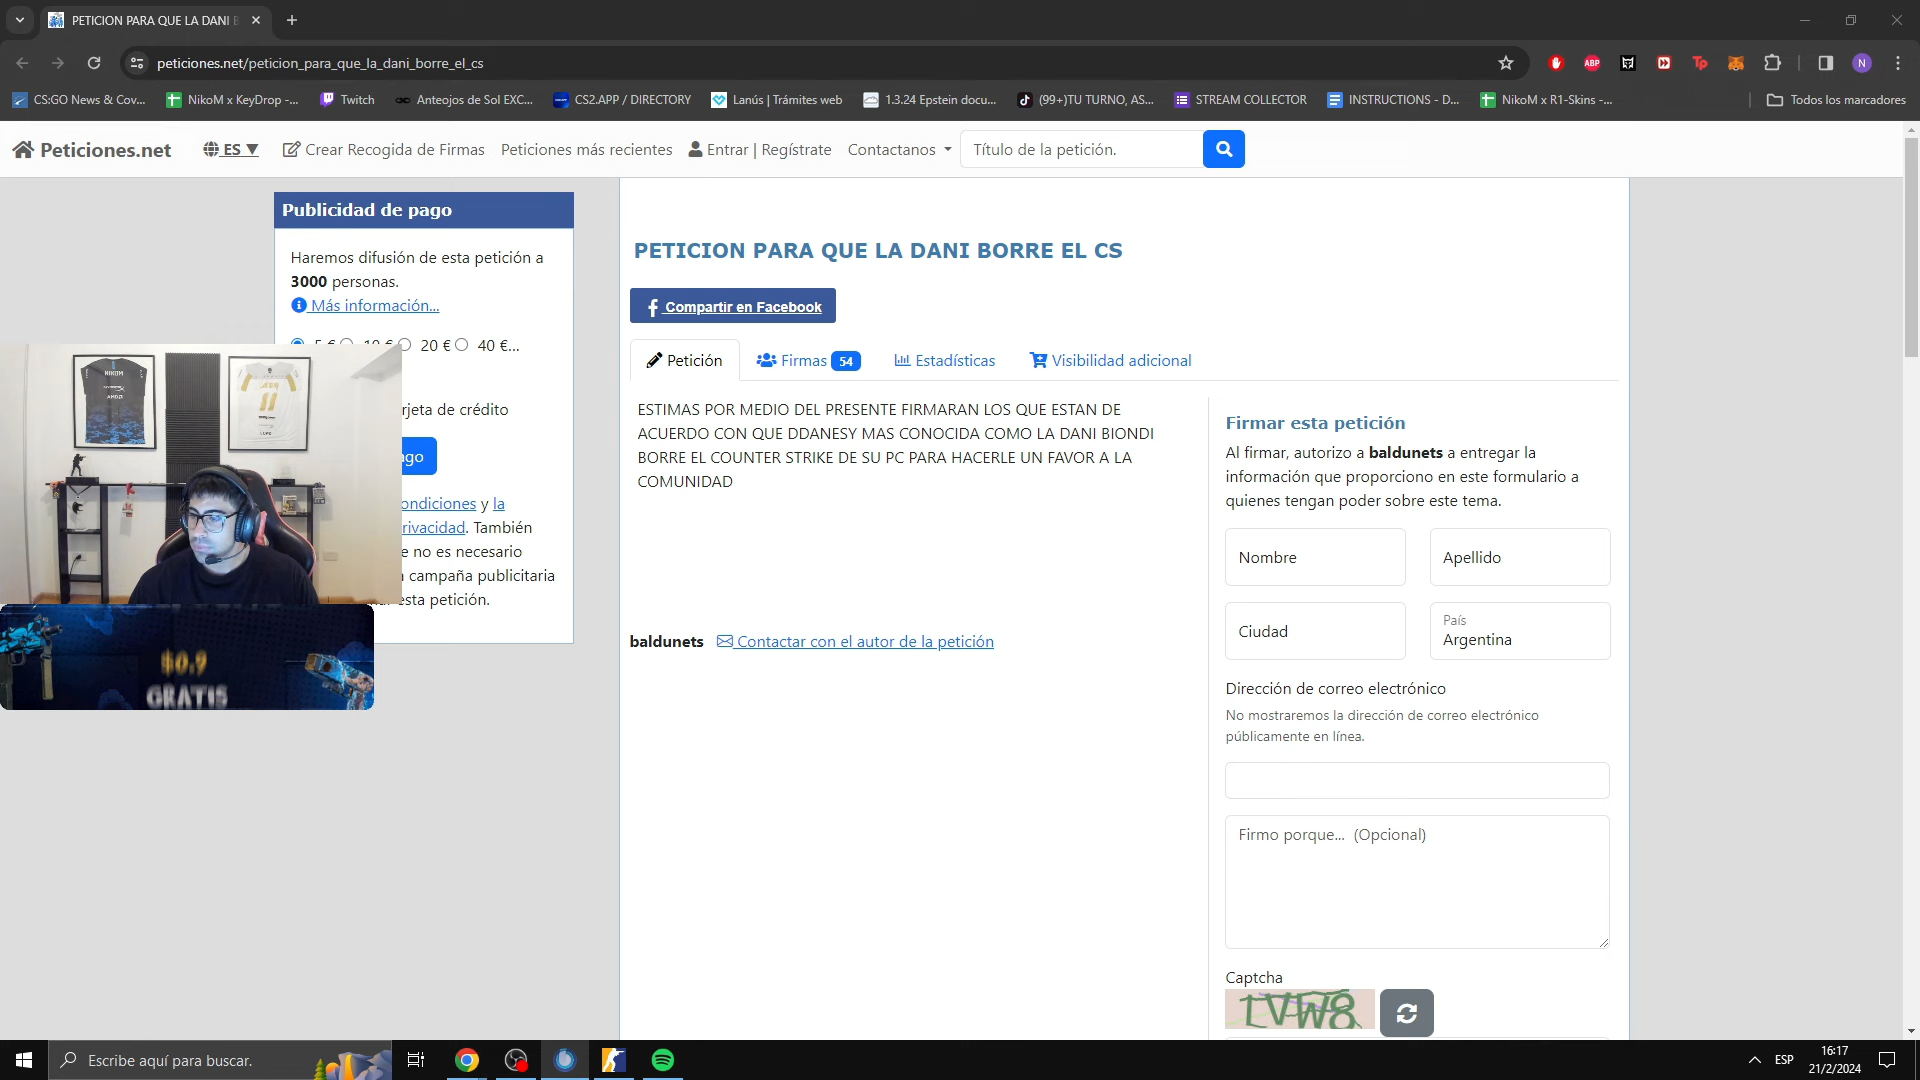 PETICION PARA QUE LA DANI B
peticiones.net/peticion_para_que_la_dani_borre_el_cs
ABP
Tp
N
CS:GO News & Cov...
NikoM x KeyDrop -...
Twitch
Anteojos de Sol EXC...
CS2.APP / DIRECTORY
Lanús | Trámites web
1.3.24 Epstein docu...
(99+)TU TURNO, AS...
STREAM COLLECTOR
INSTRUCTIONS - D...
NikoM x R1-Skins -...
Todos los marcadores
Peticiones.net
ES ▼
Crear Recogida de Firmas
Peticiones más recientes
Entrar | Regístrate
Contactanos
Título de la petición.
Publicidad de pago
Haremos difusión de esta petición a
3000 personas.
Más información...
5 € 10 € 20 € 40 €...
rjeta de crédito
go
ondiciones y la
rivacidad. También
e no es necesario
campaña publicitaria
esta petición.
NIKOM
11
$0.9
GRATIS
PETICION PARA QUE LA DANI BORRE EL CS
Compartir en Facebook
Petición
Firmas 54
Estadísticas
Visibilidad adicional
ESTIMAS POR MEDIO DEL PRESENTE FIRMARAN LOS QUE ESTAN DE
ACUERDO CON QUE DDANESY MAS CONOCIDA COMO LA DANI BIONDI
BORRE EL COUNTER STRIKE DE SU PC PARA HACERLE UN FAVOR A LA
COMUNIDAD
baldunets Contactar con el autor de la petición
Firmar esta petición
Al firmar, autorizo a baldunets a entregar la
información que proporciono en este formulario a
quienes tengan poder sobre este tema.
Nombre
Apellido
Ciudad
País
Argentina
Dirección de correo electrónico
No mostraremos la dirección de correo electrónico
públicamente en línea.
Firmo porque... (Opcional)
Captcha
LVW8
Escribe aquí para buscar.
ESP
16:17
21/2/2024